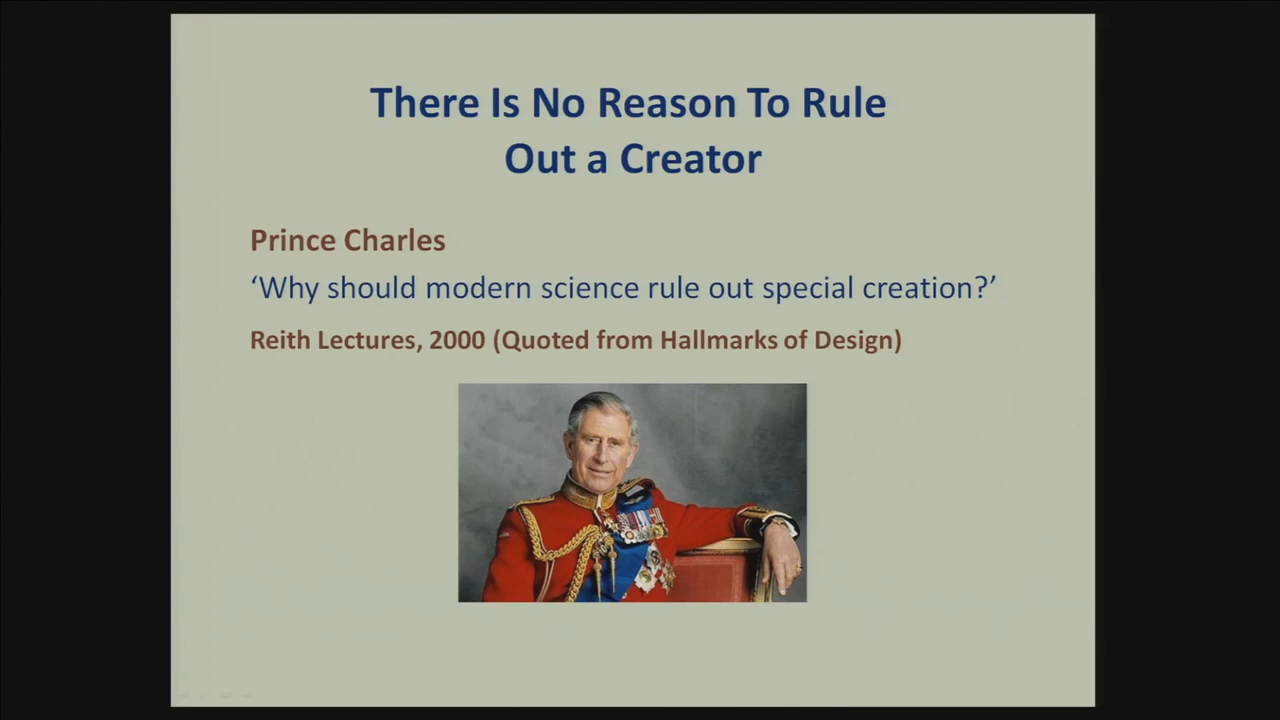 There Is No Reason To Rule
Out a Creator
Prince Charles
‘Why should modern science rule out special creation?’
Reith Lectures, 2000 (Quoted from Hallmarks of Design)